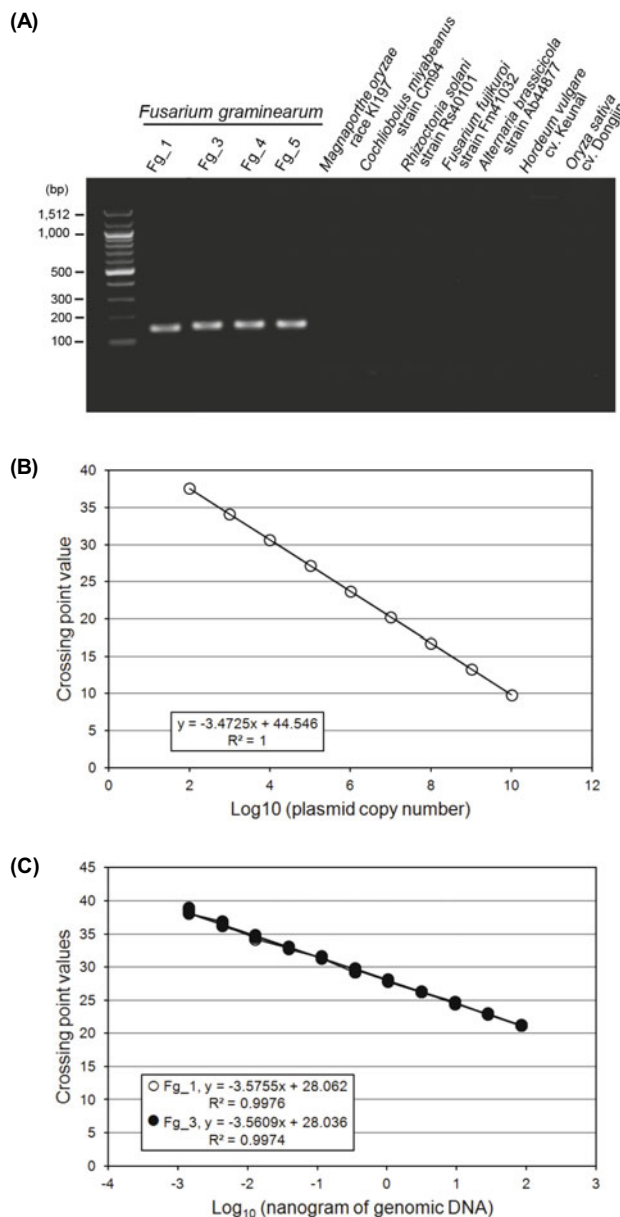 (A)
Fusarium graminearum
Fg_1
Fg_3
Fg_4
Fg_5
Magnaporthe oryzae
race KI197
Cochliobolus miyabeanus
strain Cm94
Rhizoctonia solani
strain Rs40101
Fusarium fujikuroi
strain Fm41032
Alternaria brassicicola
strain Ab44877
Hordeum vulgare
cv. Keunal
Oryza sativa
cv. Dongjin
(bp)
1,512
1,000
500
300
200
100
(B)
Crossing point value
40
35
30
25
20
15
10
5
0
y = -3.4725x + 44.546
R² = 1
0 2 4 6 8 10 12
Log10 (plasmid copy number)
(C)
Crossing point values
45
40
35
30
25
20
15
10
5
0
Fg_1, y = -3.5755x + 28.062
R² = 0.9976
Fg_3, y = -3.5609x + 28.036
R² = 0.9974
-4 -3 -2 -1 0 1 2 3
Log10 (nanogram of genomic DNA)